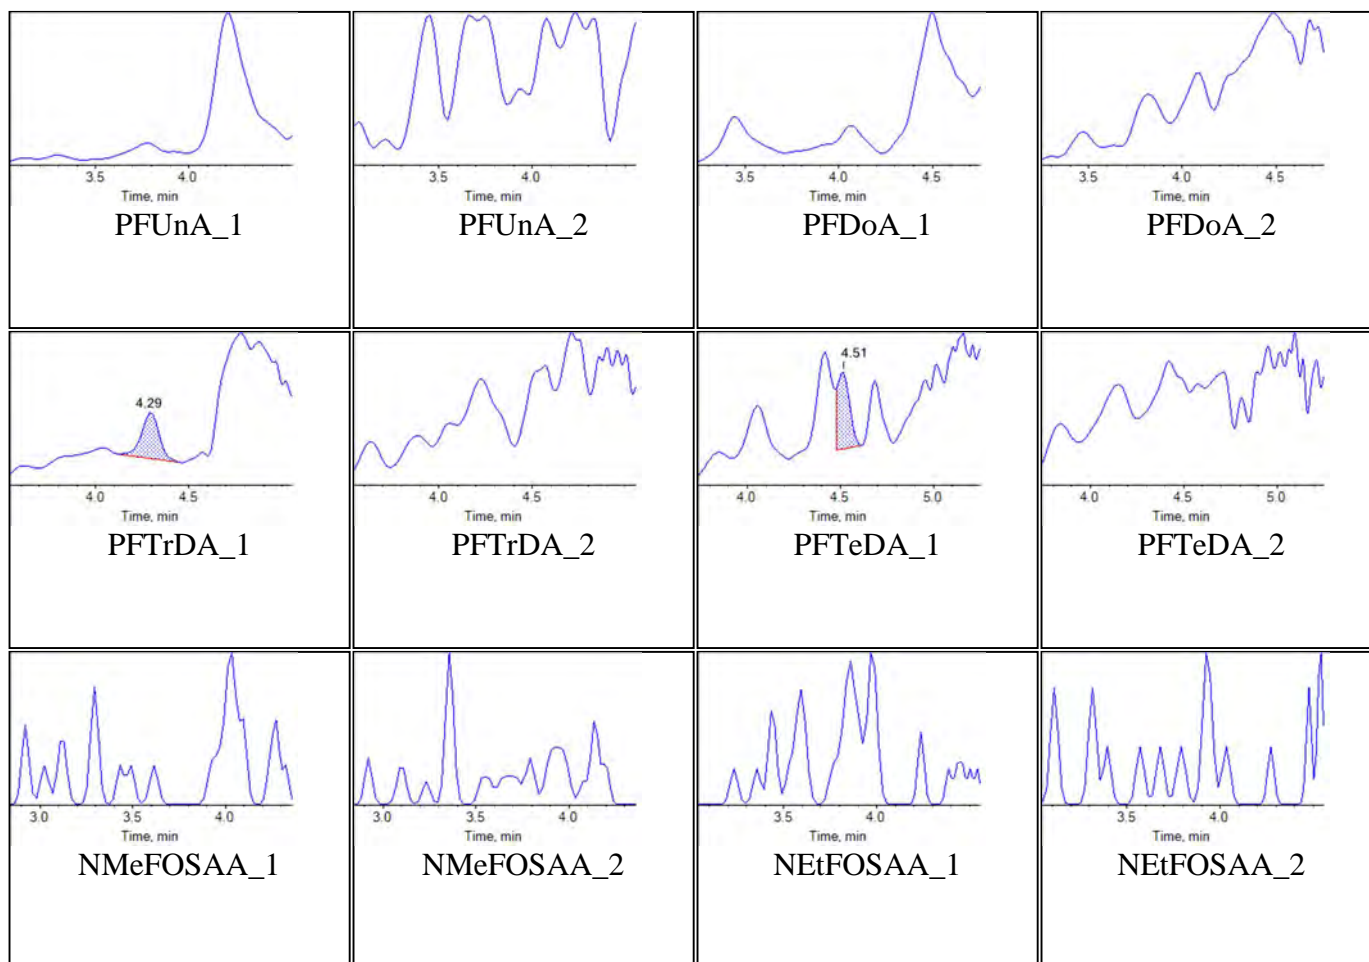 3.5 4.0
Time, min
PFUnA_1
3.5 4.0
Time, min
PFUnA_2
3.5 4.0 4.5
Time, min
PFDoA_1
3.5 4.0 4.5
Time, min
PFDoA_2
4.29
4.0 4.5
Time, min
PFTrDA_1
4.0 4.5
Time, min
PFTrDA_2
4.51
4.0 4.5 5.0
Time, min
PFTeDA_1
4.0 4.5 5.0
Time, min
PFTeDA_2
3.0 3.5 4.0
Time, min
NMeFOSAA_1
3.0 3.5 4.0
Time, min
NMeFOSAA_2
3.5 4.0
Time, min
NEtFOSAA_1
3.5 4.0
Time, min
NEtFOSAA_2